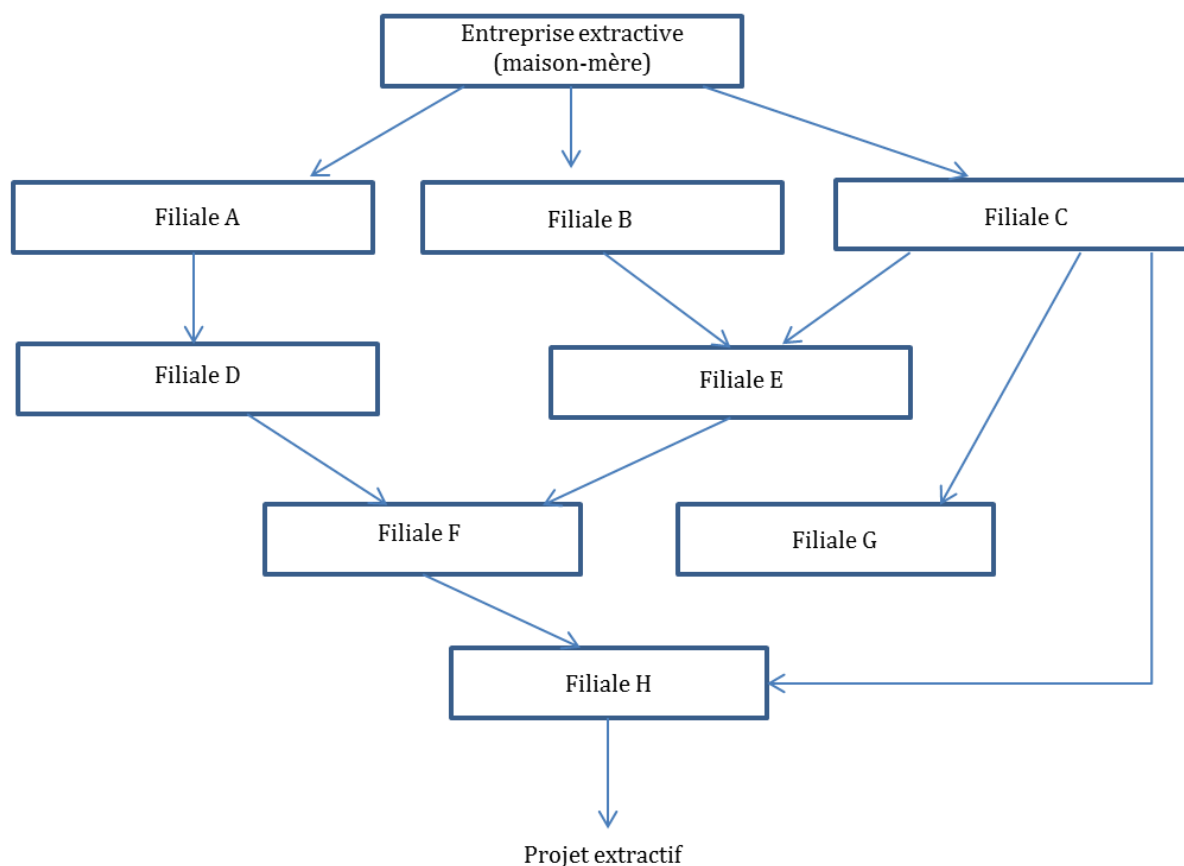 Entreprise extractive
(maison-mère)
Filiale A
Filiale B
Filiale C
Filiale D
Filiale E
Filiale F
Filiale G
Filiale H
Projet extractif